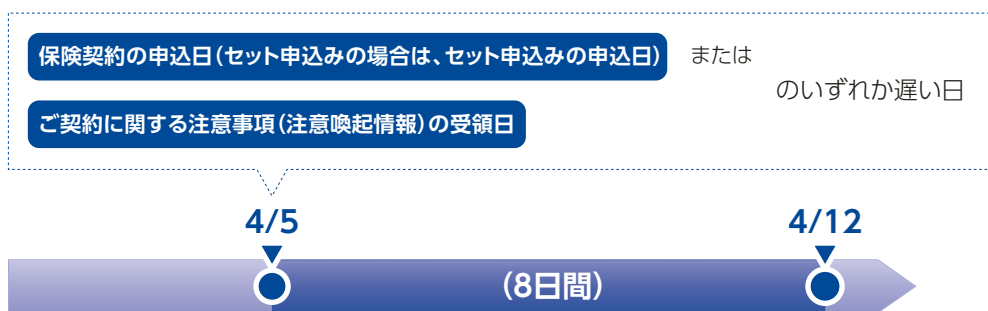 保険契約の申込日（セット申込みの場合は、セット申込みの申込日） または
のいずれか遅い日
ご契約に関する注意事項（注意喚起情報）の受領日
4/5 4/12
（8日間）